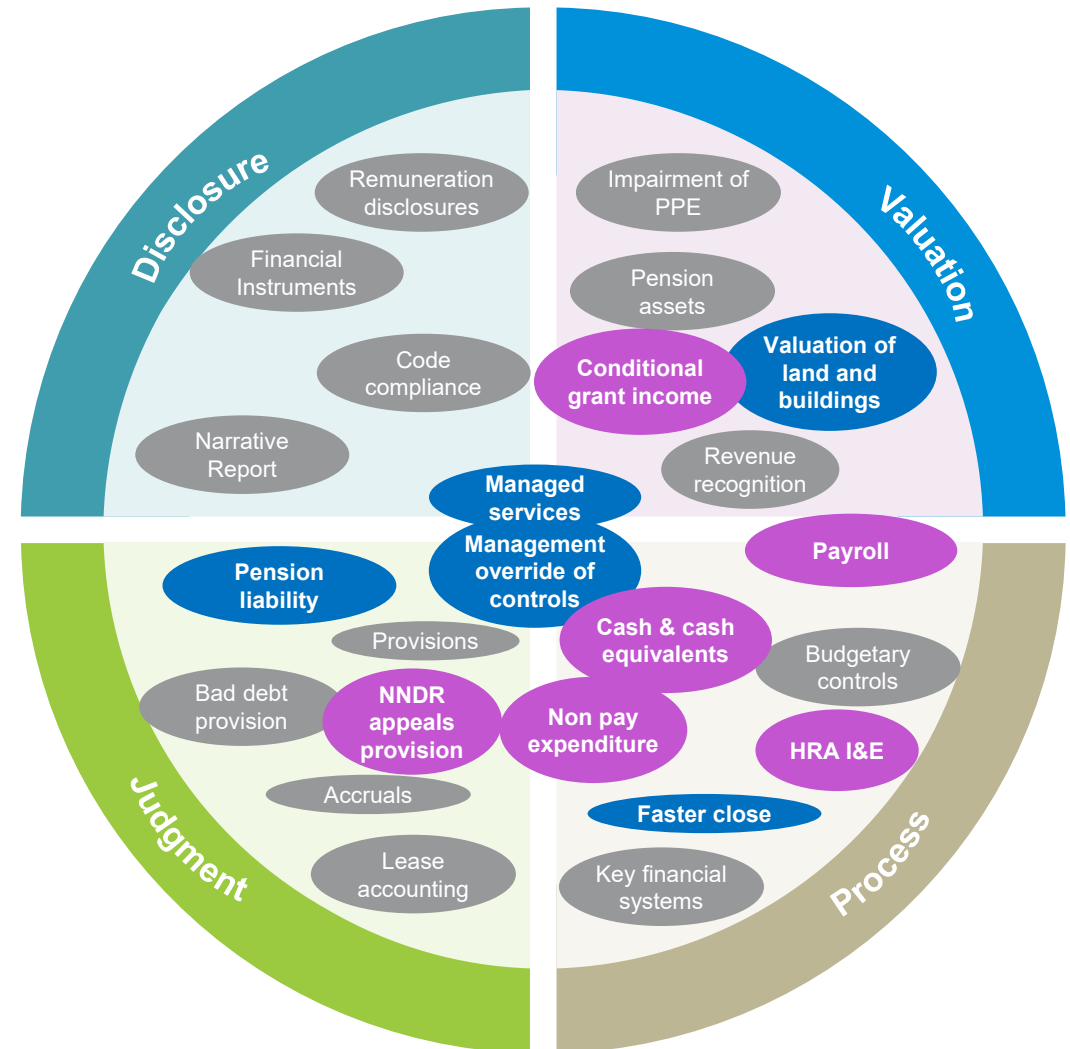 Disclosure
Remuneration
disclosures
Financial
Instruments
Code
compliance
Narrative
Report
Valuation
Impairment of
PPE
Pension
assets
Conditional
grant income
Valuation of
land and
buildings
Revenue
recognition
Managed
services
Management
override of
controls
Judgment
Pension
liability
Provisions
Bad debt
provision
NNDR
appeals
provision
Accruals
Lease
accounting
Process
Payroll
Cash & cash
equivalents
Budgetary
controls
Non pay
expenditure
HRA I&E
Faster close
Key financial
systems